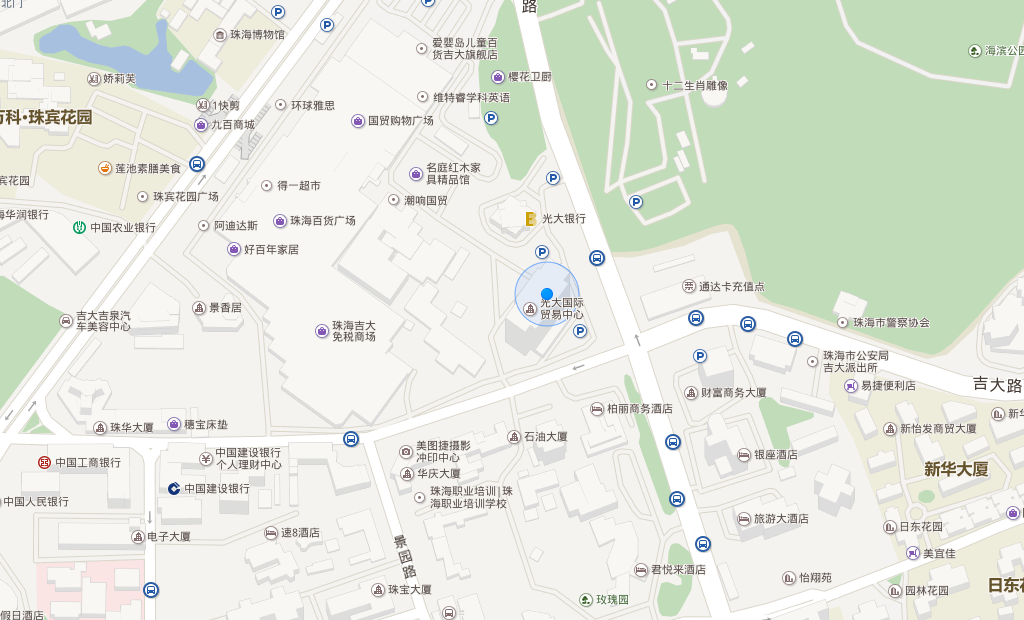 北门
路
珠海博物馆
爱婴岛儿童百
货吉大旗舰店
海滨公园
娇莉芙
樱花卫厨
十二生肖雕像
1快剪
环球雅思
维特睿学科英语
万科·珠宾花园
九百商城
国贸购物广场
莲池素膳美食
名庭红木家
具精品馆
宾花园
得一超市
珠宾花园广场
潮响国贸
海华润银行
中国农业银行
阿迪达斯
珠海百货广场
光大银行
好百年家居
通达卡充值点
景香居
光大国际
贸易中心
吉大吉泉汽
车美容中心
珠海吉大
免税商场
珠海市警察协会
珠海市公安局
吉大派出所
易捷便利店
吉大路
财富商务大厦
柏丽商务酒店
珠华大厦
穗宝床垫
石油大厦
新华
新怡发商贸大厦
美图捷摄影
冲印中心
中国工商银行
中国建设银行
个人理财中心
银座酒店
新华大厦
华庆大厦
中国建设银行
珠海职业培训|珠
海职业培训学校
中国人民银行
旅游大酒店
日东花园
日
电子大厦
速8酒店
景园路
美宜佳
君悦来酒店
怡翔苑
日东花
珠宝大厦
园林花园
玫瑰园
假日酒店